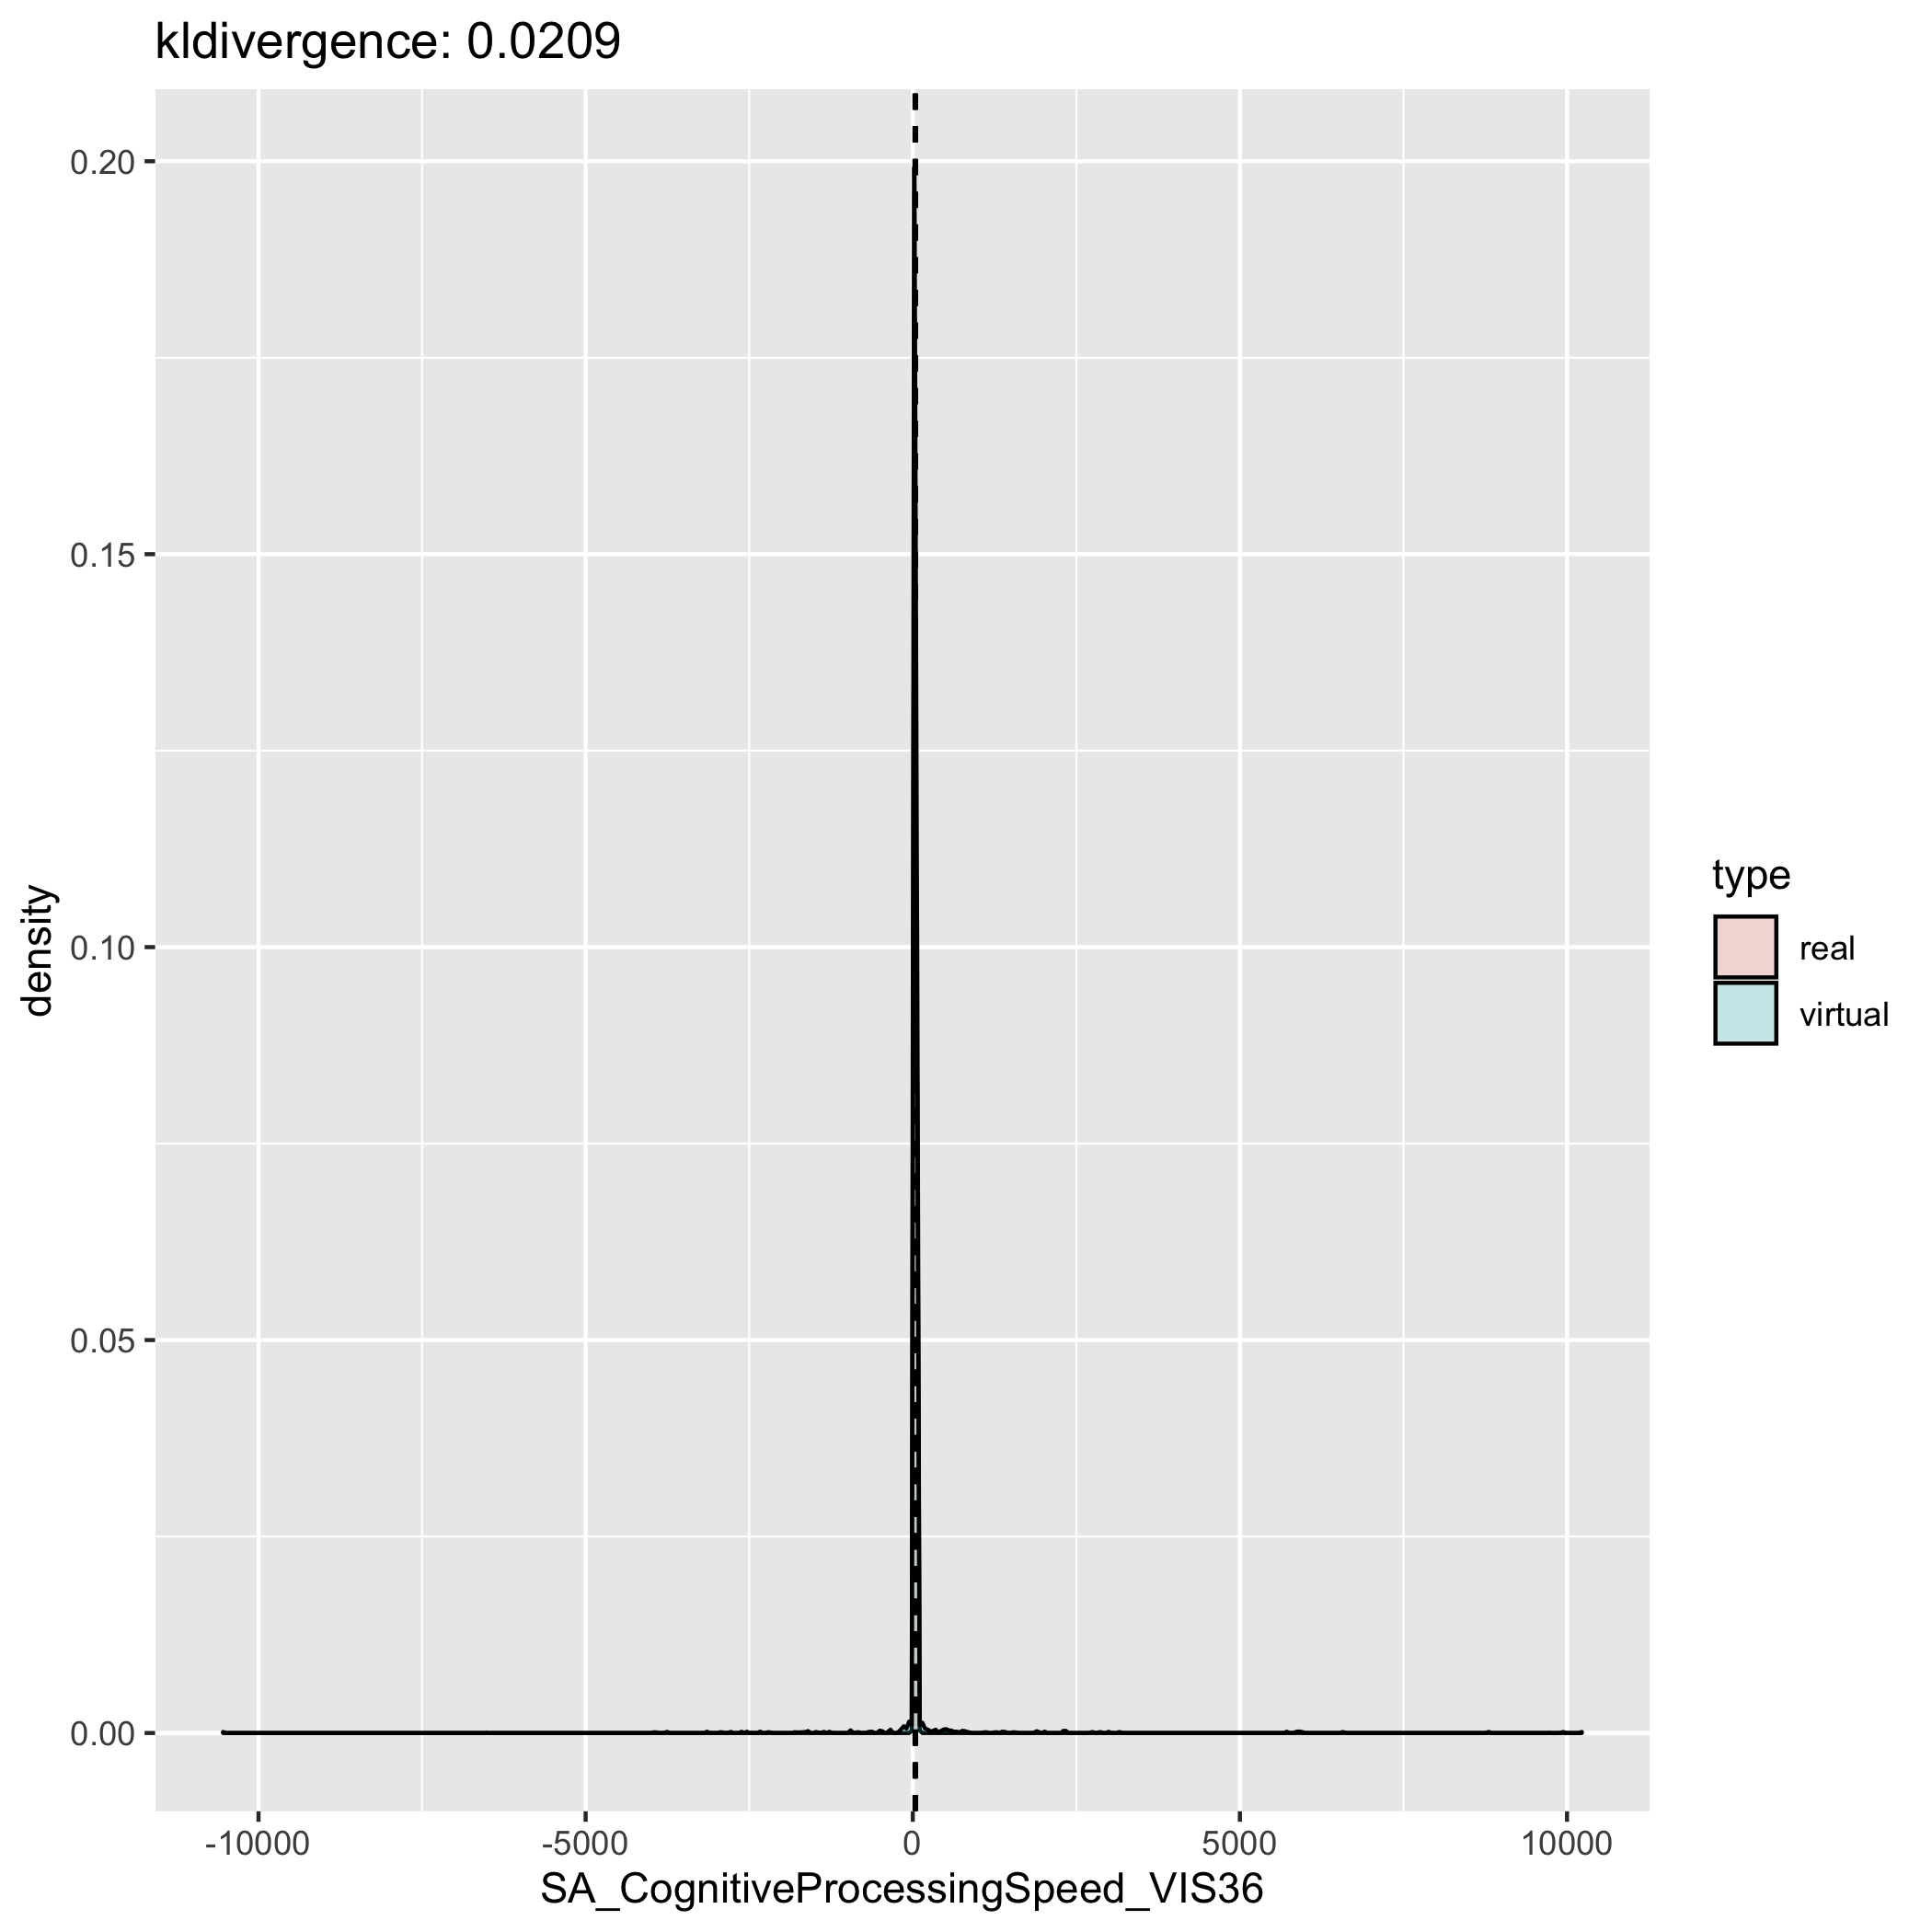 kldivergence: 0.0209
0.20
0.15
0.10
0.05
0.00
density
-10000
-5000
0
5000
10000
SA_CognitiveProcessingSpeed_VIS36
type
real
virtual